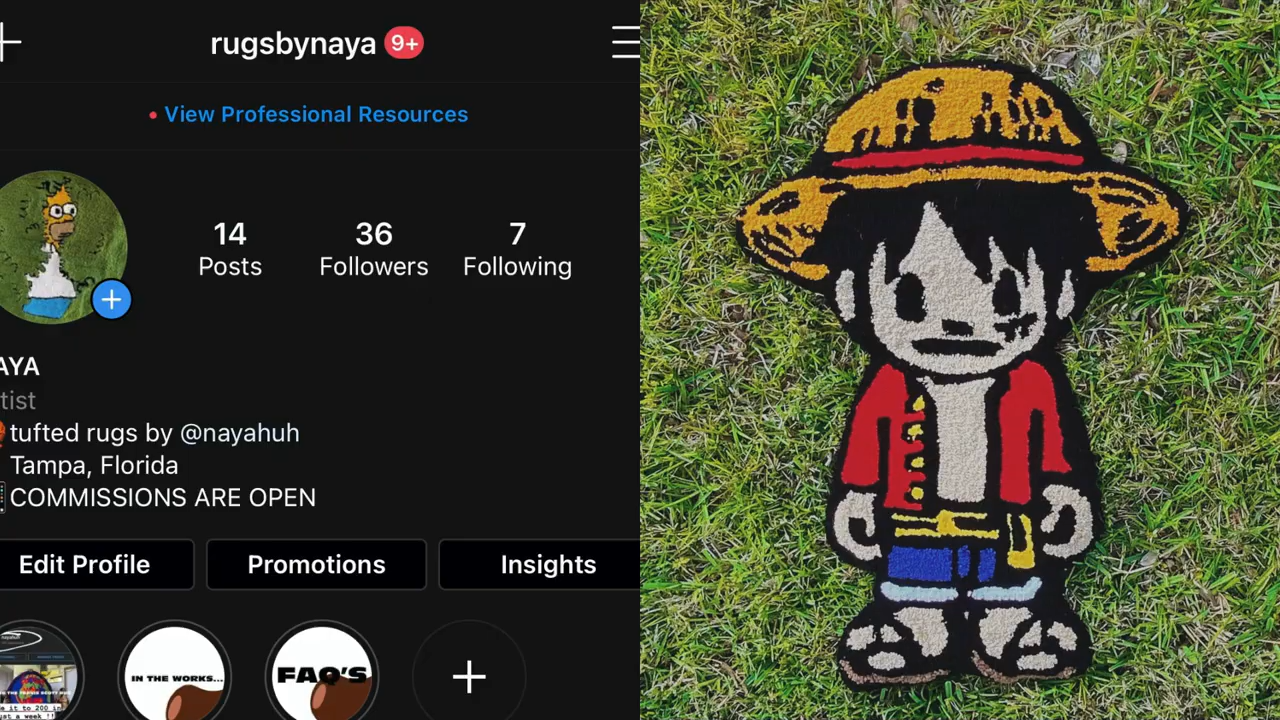 rugsbynaya 9+
View Professional Resources
14 36 7
Posts Followers Following
AYA
tist
tufted rugs by @nayahuh
Tampa, Florida
COMMISSIONS ARE OPEN
Edit Profile Promotions Insights
nayahuh
IN THE WORKS... FAQ'S